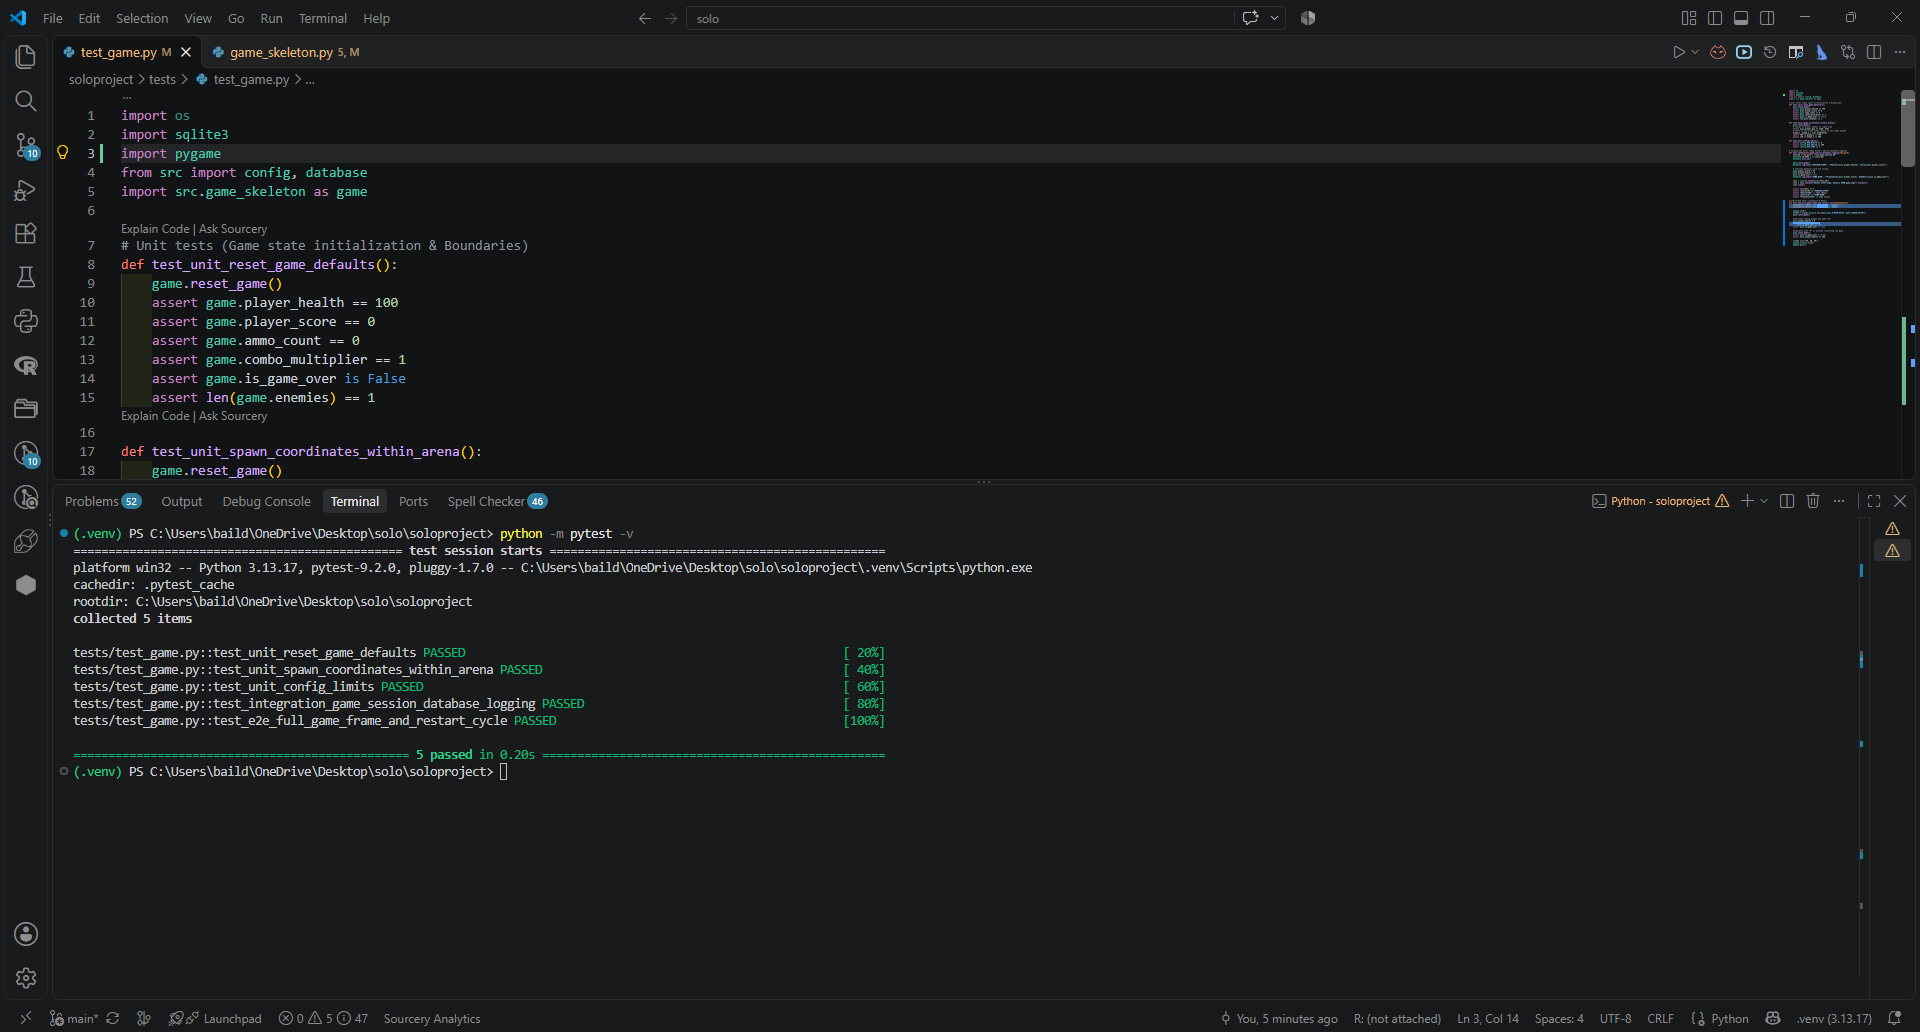 File Edit Selection View Go Run Terminal Help
solo
test_game.py M
game_skeleton.py 5, M
soloproject > tests > test_game.py > ...
...
1 import os
2 import sqlite3
3 import pygame
4 from src import config, database
5 import src.game_skeleton as game
6
Explain Code | Ask Sourcery
7 # Unit tests (Game state initialization & Boundaries)
8 def test_unit_reset_game_defaults():
9 game.reset_game()
10 assert game.player_health == 100
11 assert game.player_score == 0
12 assert game.ammo_count == 0
13 assert game.combo_multiplier == 1
14 assert game.is_game_over is False
15 assert len(game.enemies) == 1
Explain Code | Ask Sourcery
16
17 def test_unit_spawn_coordinates_within_arena():
18 game.reset_game()
10
10
Problems 52 Output Debug Console Terminal Ports Spell Checker 46
Python - soloproject
(.venv) PS C:\Users\baild\OneDrive\Desktop\solo\soloproject> python -m pytest -v
=============================================== test session starts ================================================
platform win32 -- Python 3.13.17, pytest-9.2.0, pluggy-1.7.0 -- C:\Users\baild\OneDrive\Desktop\solo\soloproject\.venv\Scripts\python.exe
cachedir: .pytest_cache
rootdir: C:\Users\baild\OneDrive\Desktop\solo\soloproject
collected 5 items
tests/test_game.py::test_unit_reset_game_defaults PASSED [ 20%]
tests/test_game.py::test_unit_spawn_coordinates_within_arena PASSED [ 40%]
tests/test_game.py::test_unit_config_limits PASSED [ 60%]
tests/test_game.py::test_integration_game_session_database_logging PASSED [ 80%]
tests/test_game.py::test_e2e_full_game_frame_and_restart_cycle PASSED [100%]
================================================ 5 passed in 0.20s =================================================
(.venv) PS C:\Users\baild\OneDrive\Desktop\solo\soloproject>
main* Launchpad 0 5 47 Sourcery Analytics
You, 5 minutes ago R: (not attached) Ln 3, Col 14 Spaces: 4 UTF-8 CRLF Python .venv (3.13.17)